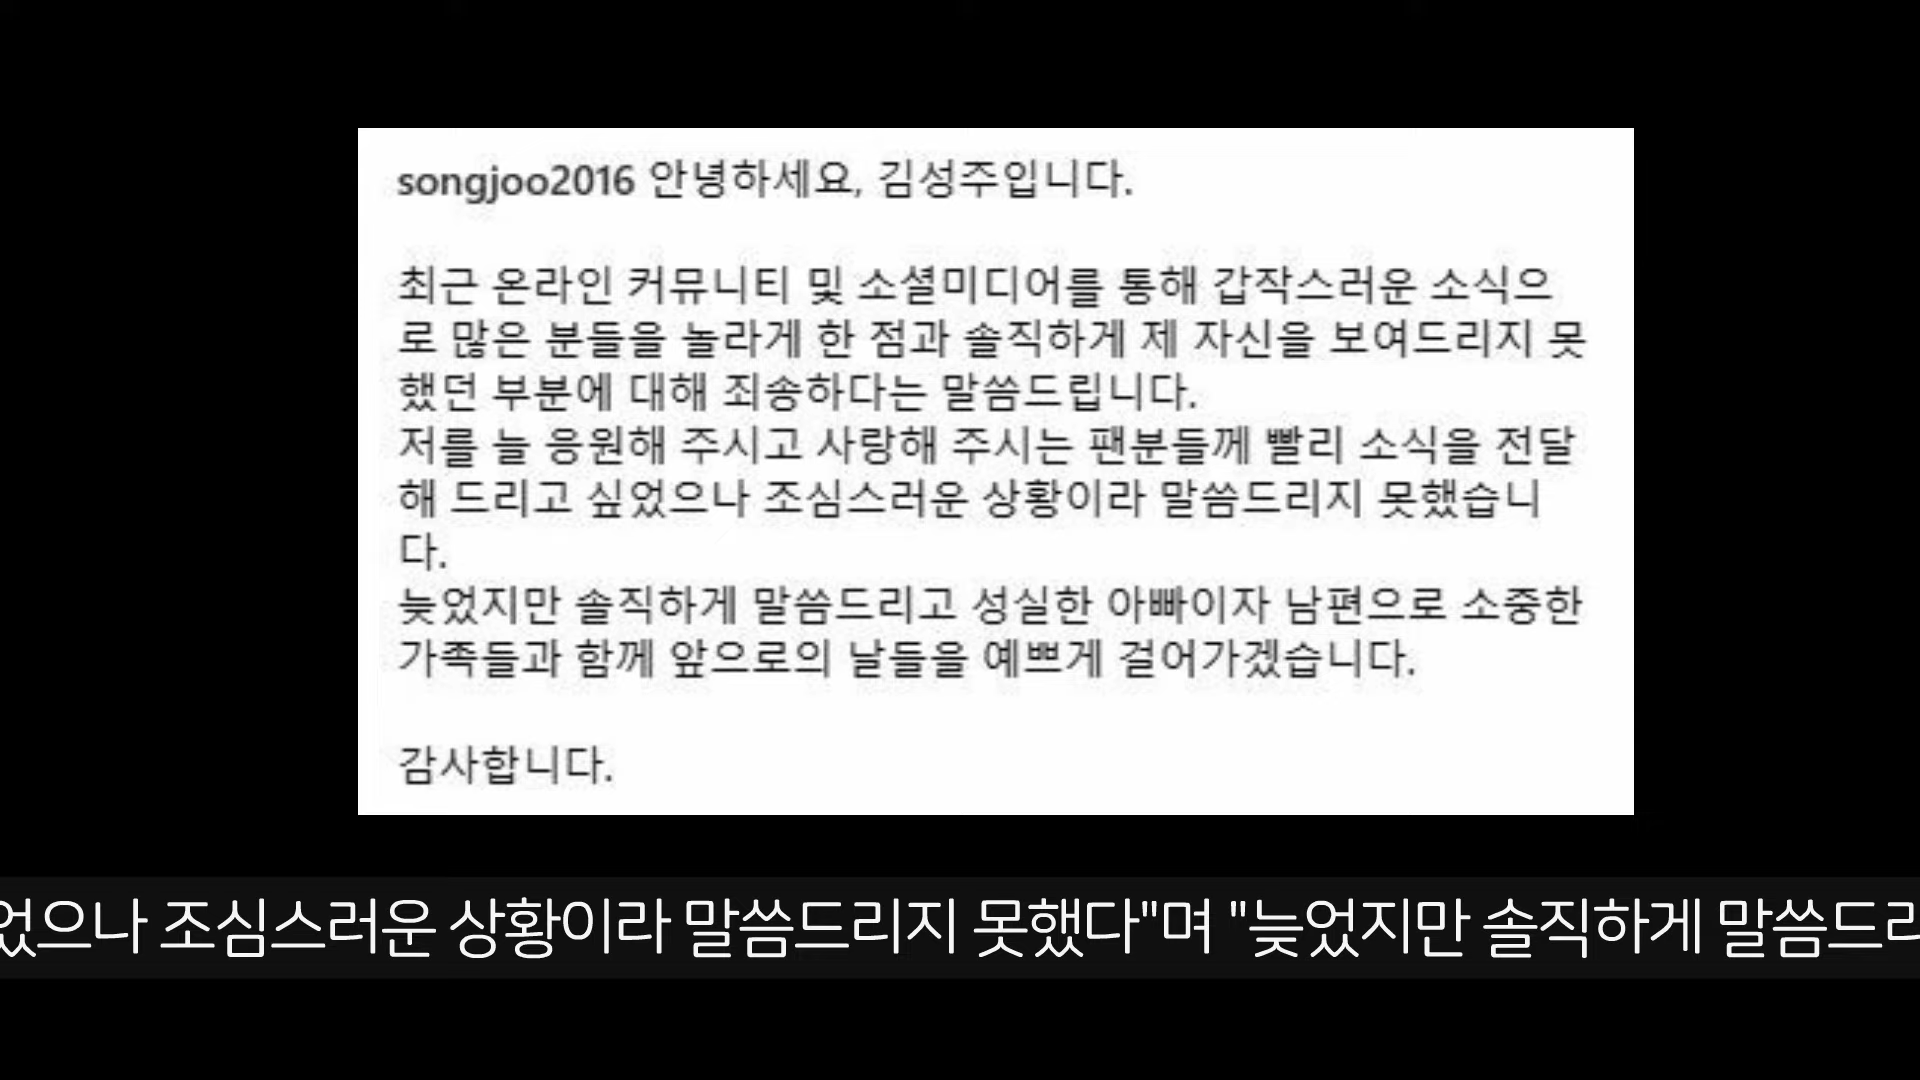 songjoo2016 안녕하세요, 김성주입니다.
최근 온라인 커뮤니티 및 소셜미디어를 통해 갑작스러운 소식으
로 많은 분들을 놀라게 한 점과 솔직하게 제 자신을 보여드리지 못
했던 부분에 대해 죄송하다는 말씀드립니다.
저를 늘 응원해 주시고 사랑해 주시는 팬분들께 빨리 소식을 전달
해 드리고 싶었으나 조심스러운 상황이라 말씀드리지 못했습니
다.
늦었지만 솔직하게 말씀드리고 성실한 아빠이자 남편으로 소중한
가족들과 함께 앞으로의 날들을 예쁘게 걸어가겠습니다.
감사합니다.
었으나 조심스러운 상황이라 말씀드리지 못했다"며 "늦었지만 솔직하게 말씀드리